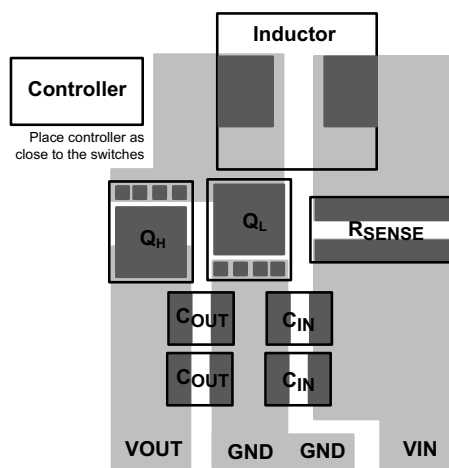 Inductor
Controller
Place controller as
close to the switches
QH
QL
RSENSE
COUT
CIN
COUT
CIN
VOUT
GND
GND
VIN